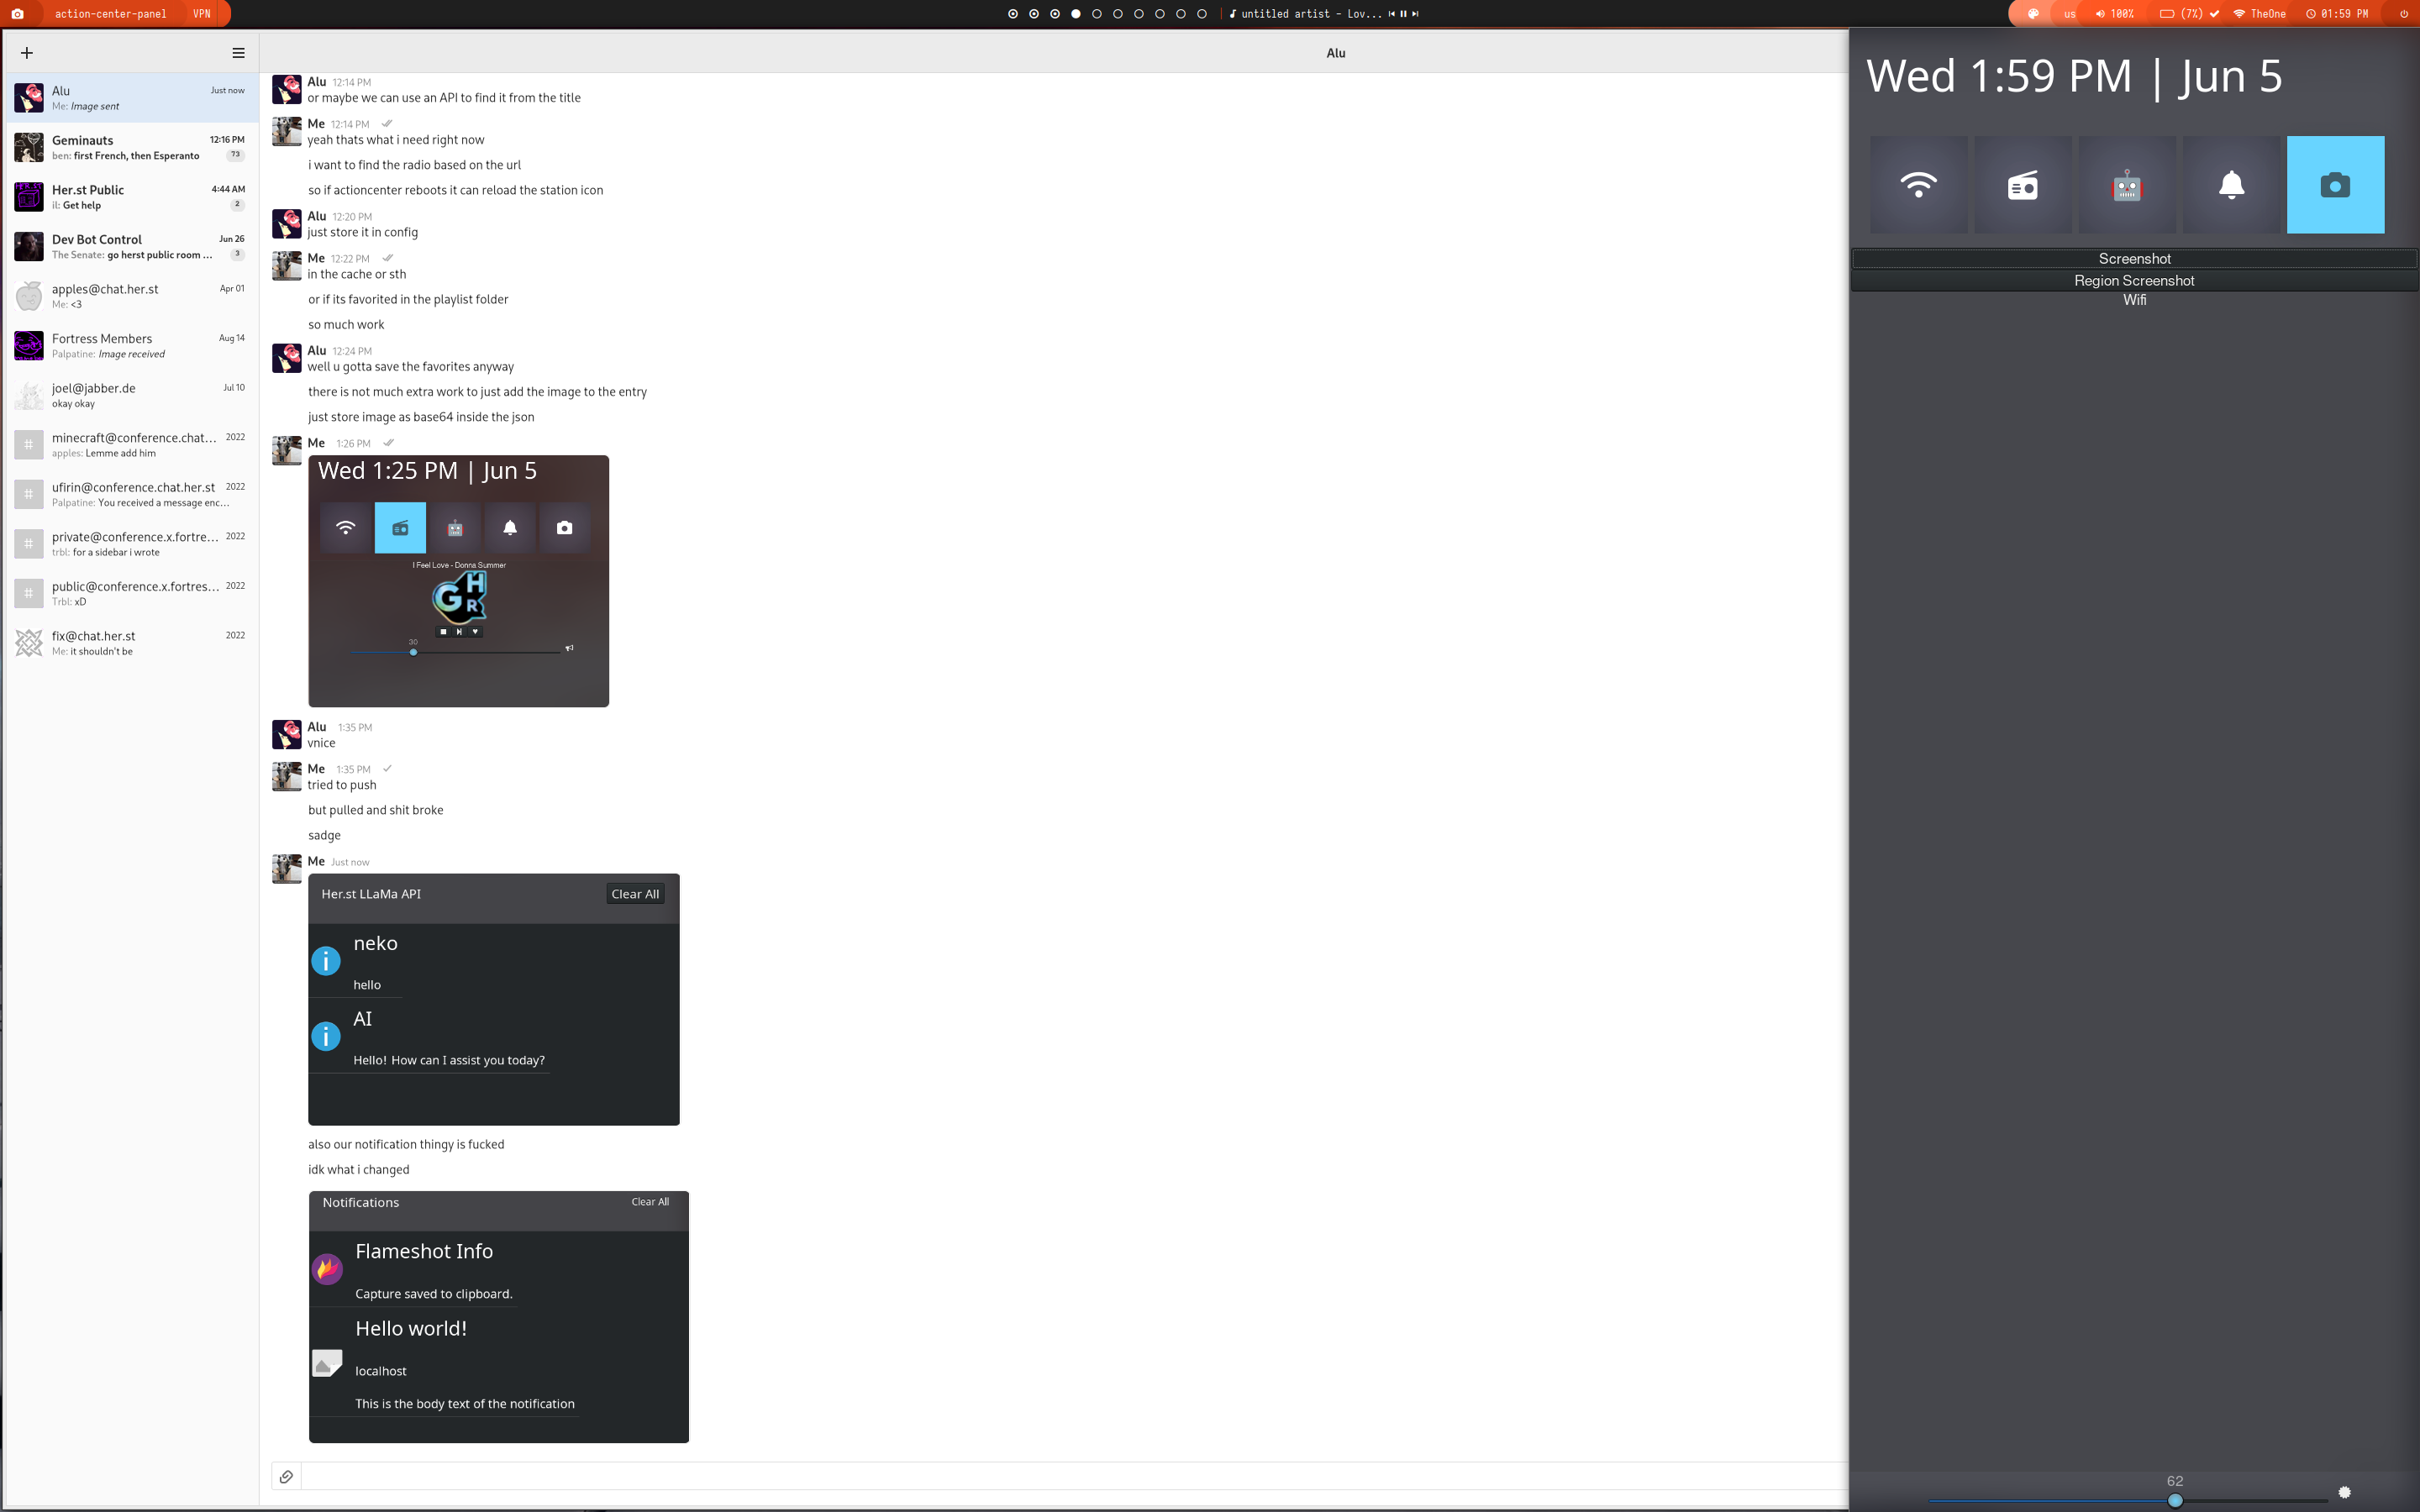 action-center-panel VPN
untitled artist - Lov...
us 100% (7%) TheOne 01:59 PM
Alu
Just now
Me: Image sent
Geminauts
12:16 PM
ben: first French, then Esperanto
73
Her.st Public
4:44 AM
il: Get help
2
Dev Bot Control
Jun 26
The Senate: go herst public room ...
3
apples@chat.her.st
Apr 01
Me: <3
Fortress Members
Aug 14
Palpatine: Image received
joel@jabber.de
Jul 10
okay okay
minecraft@conference.chat...
2022
apples: Lemme add him
ufirin@conference.chat.her.st
2022
Palpatine: You received a message enc...
private@conference.x.fortre...
2022
trbl: for a sidebar i wrote
public@conference.x.fortres...
2022
Trbl: xD
fix@chat.her.st
2022
Me: it shouldn't be
Alu
Alu 12:14 PM
or maybe we can use an API to find it from the title
Me 12:14 PM
yeah thats what i need right now
i want to find the radio based on the url
so if actioncenter reboots it can reload the station icon
Alu 12:20 PM
just store it in config
Me 12:22 PM
in the cache or sth
or if its favorited in the playlist folder
so much work
Alu 12:24 PM
well u gotta save the favorites anyway
there is not much extra work to just add the image to the entry
just store image as base64 inside the json
Me 1:26 PM
Wed 1:25 PM | Jun 5
I Feel Love - Donna Summer
GHR
30
Alu 1:35 PM
vnice
Me 1:35 PM
tried to push
but pulled and shit broke
sadge
Me Just now
Her.st LLaMa API
Clear All
neko
hello
AI
Hello! How can I assist you today?
also our notification thingy is fucked
idk what i changed
Notifications
Clear All
Flameshot Info
Capture saved to clipboard.
Hello world!
localhost
This is the body text of the notification
Wed 1:59 PM | Jun 5
Screenshot
Region Screenshot
Wifi
62